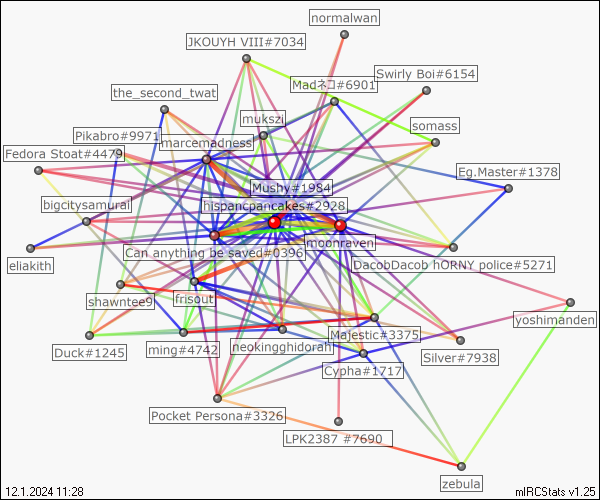 normalwan
JKOUYH VIII#7034
Swirly Boi#6154
Madネコ#6901
the_second_twat
mukszi
somass
Pikabro#9971
marcemadness
Fedora Stoat#4479
Eg.Master#1378
Mushy#1984
bigcitysamurai
hispancpancakes#2928
moonraven
Can anything be saved#0396
eliakith
DacobDacob hORNY police#5271
shawntee9
frisout
yoshimanden
Majestic#3375
neokingghidorah
ming#4742
Duck#1245
Silver#7938
Cypha#1717
Pocket Persona#3326
LPK2387 #7690
zebula
12.1.2024 11:28
mIRCStats v1.25